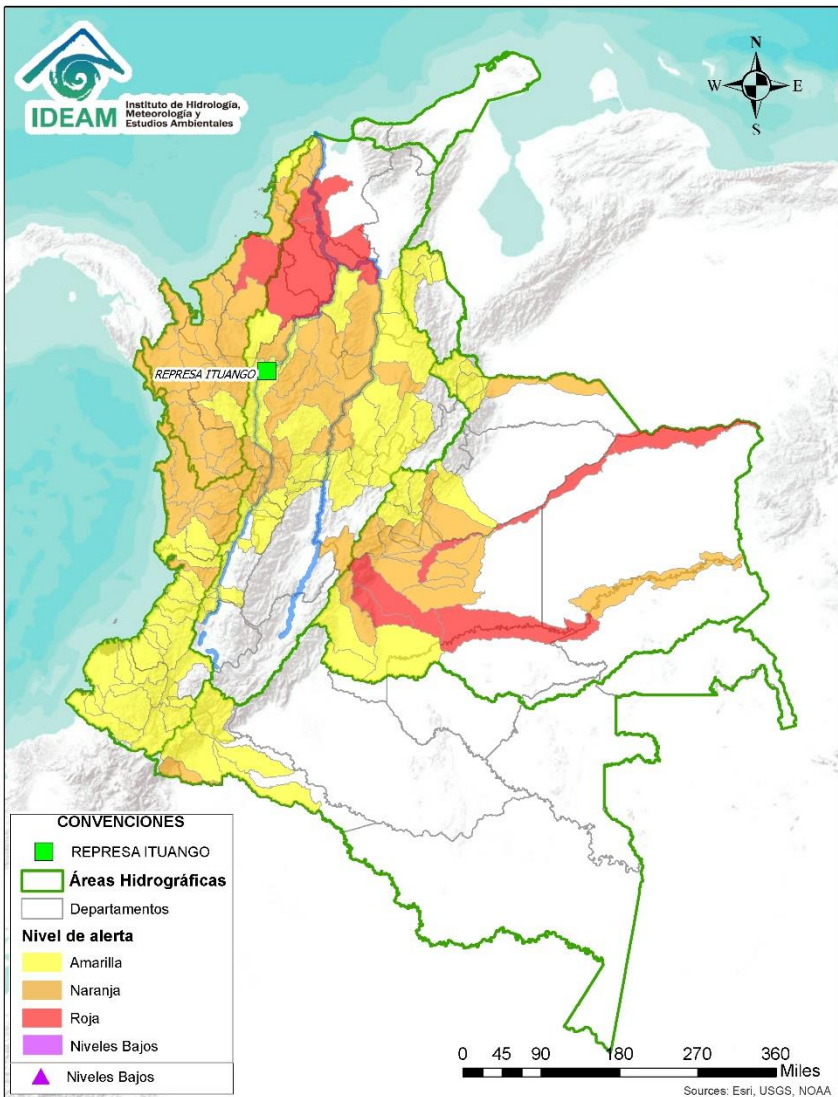 IDEAM
Instituto de Hidrología,
Meteorología y
Estudios Ambientales
N
W E
S
REPRESA ITUANGO
CONVENCIONES
REPRESA ITUANGO
Áreas Hidrográficas
Departamentos
Nivel de alerta
Amarilla
Naranja
Roja
Niveles Bajos
Niveles Bajos
0 45 90 180 270 360
Miles
Sources: Esri, USGS, NOAA